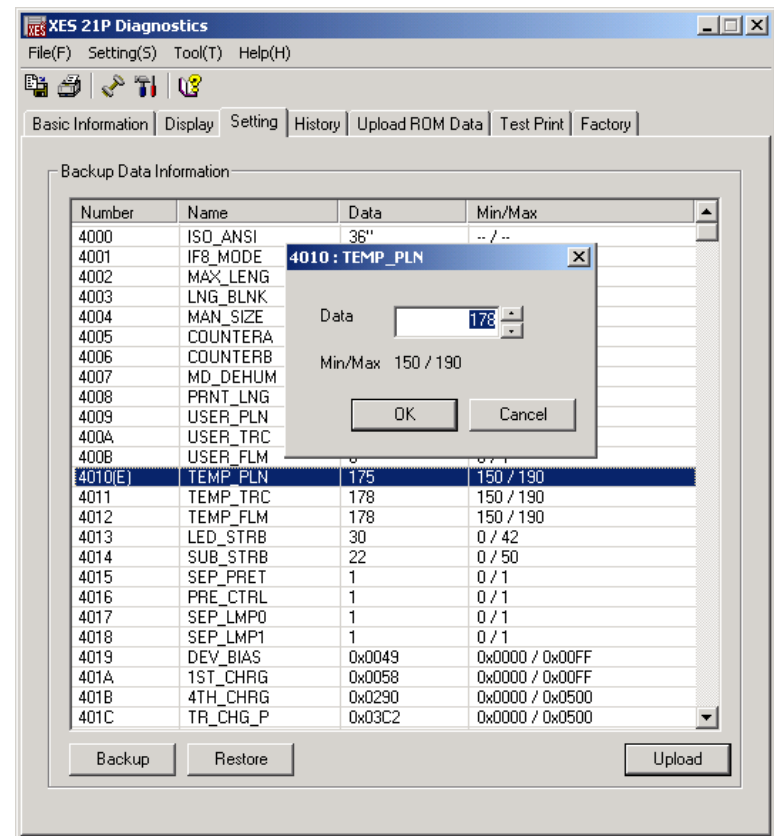 XES 21P Diagnostics
File(F) Setting(S) Tool(T) Help(H)
Basic Information Display Setting History Upload ROM Data Test Print Factory
Backup Data Information
Number Name Data Min/Max
4000 ISO_ANSI 36" -- / --
4001 IF8_MODE
4002 MAX_LENG
4003 LNG_BLNK
4004 MAN_SIZE
4005 COUNTERA
4006 COUNTERB
4007 MD_DEHUM
4008 PRNT_LNG
4009 USER_PLN
400A USER_TRC
400B USER_FLM
4010 : TEMP_PLN
Data 178
Min/Max 150 / 190
OK Cancel
4010(E) TEMP_PLN 175 150 / 190
4011 TEMP_TRC 178 150 / 190
4012 TEMP_FLM 178 150 / 190
4013 LED_STRB 30 0 / 42
4014 SUB_STRB 22 0 / 50
4015 SEP_PRET 1 0 / 1
4016 PRE_CTRL 1 0 / 1
4017 SEP_LMP0 1 0 / 1
4018 SEP_LMP1 1 0 / 1
4019 DEV_BIAS 0x0049 0x0000 / 0x00FF
401A 1ST_CHRG 0x0058 0x0000 / 0x00FF
401B 4TH_CHRG 0x0290 0x0000 / 0x0500
401C TR_CHG_P 0x03C2 0x0000 / 0x0500
Backup Restore Upload